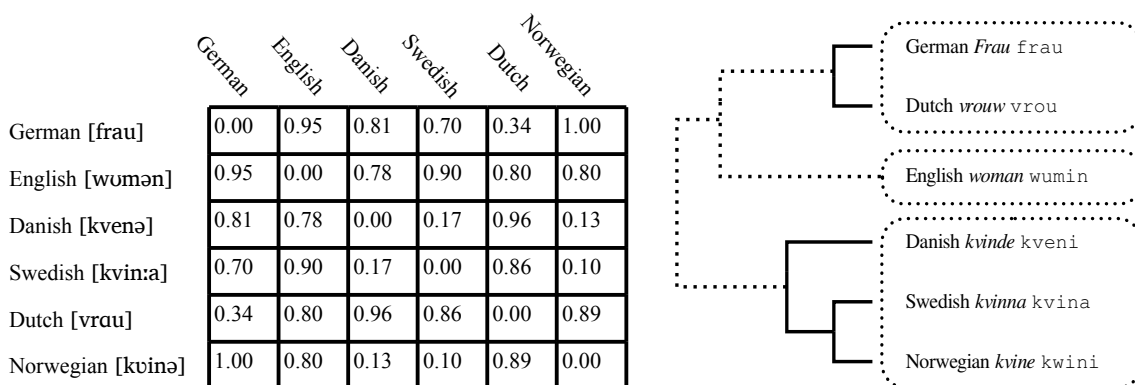 German English Danish Swedish Dutch Norwegian
German [frau] 0.00 0.95 0.81 0.70 0.34 1.00
English [wʊmən] 0.95 0.00 0.78 0.90 0.80 0.80
Danish [kvenə] 0.81 0.78 0.00 0.17 0.96 0.13
Swedish [kvinːa] 0.70 0.90 0.17 0.00 0.86 0.10
Dutch [vrɑu] 0.34 0.80 0.96 0.86 0.00 0.89
Norwegian [kʋinə] 1.00 0.80 0.13 0.10 0.89 0.00
German Frau frau
Dutch vrouw vrou
English woman wumin
Danish kvinde kveni
Swedish kvinna kvina
Norwegian kvine kwini